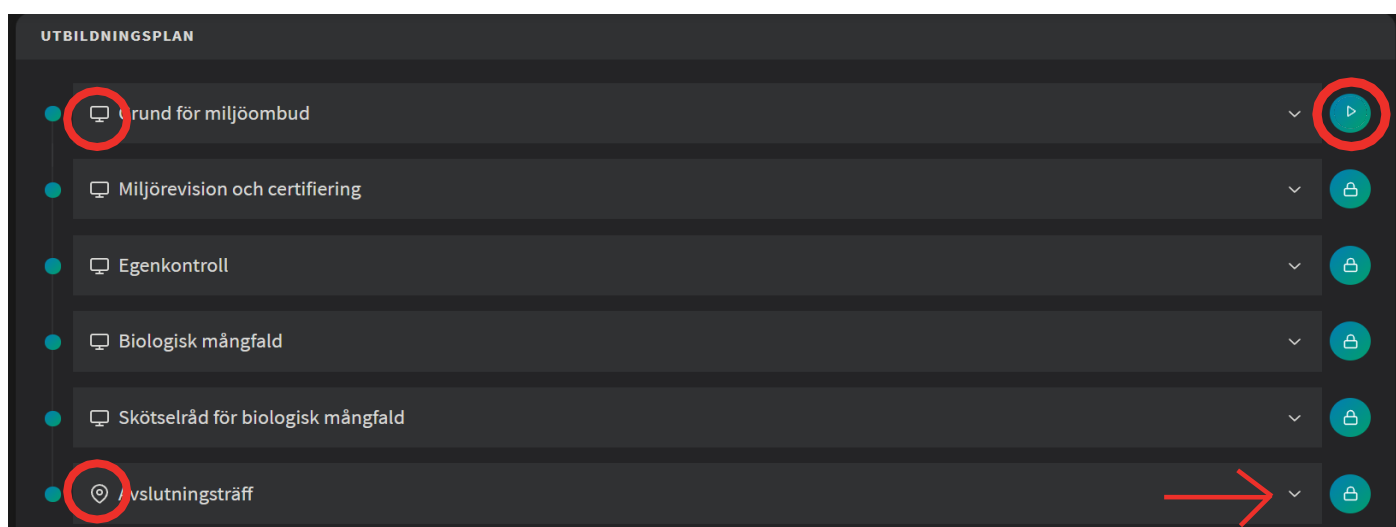 UTBILDNINGSPLAN
Grund för miljöombud
Miljörevision och certifiering
Egenkontroll
Biologisk mångfald
Skötselråd för biologisk mångfald
Avslutningsträff